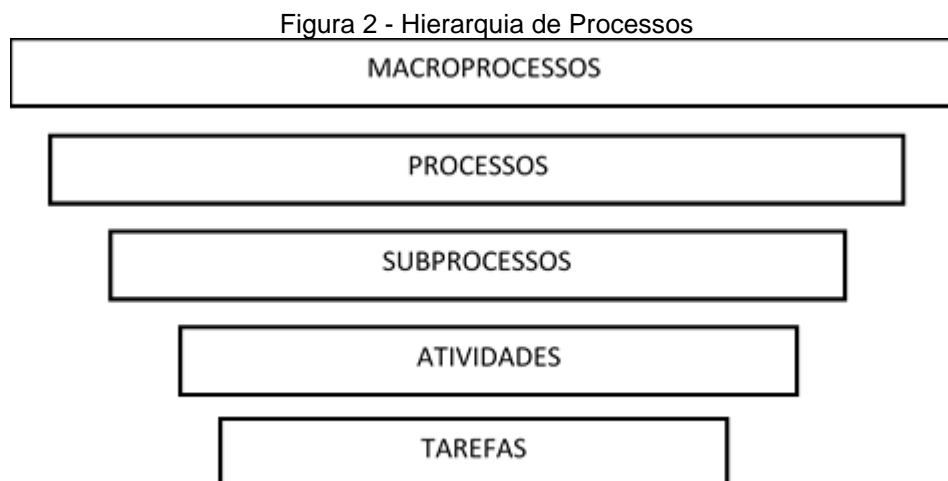 Figura 2 - Hierarquia de Processos
MACROPROCESSOS
PROCESSOS
SUBPROCESSOS
ATIVIDADES
TAREFAS